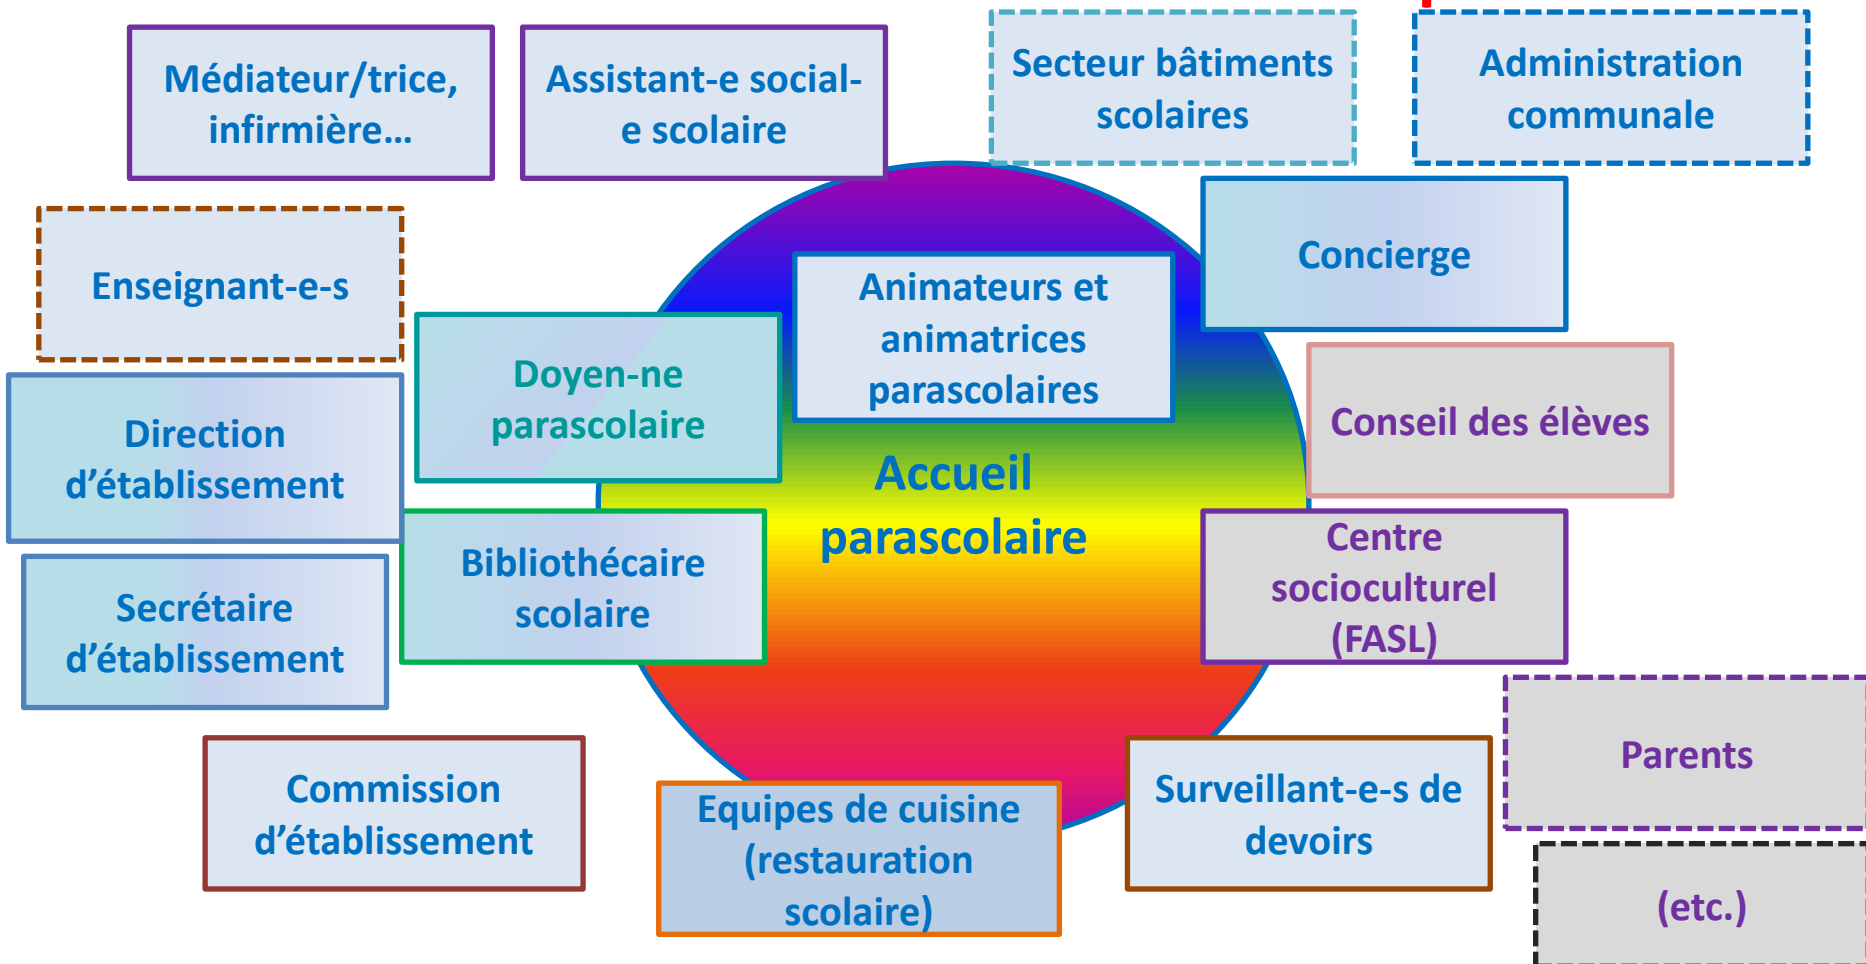 Médiateur/trice,
infirmière…
Assistant-e social-
e scolaire
Secteur bâtiments
scolaires
Administration
communale
Enseignant-e-s
Concierge
Animateurs et
animatrices
parascolaires
Doyen-ne
parascolaire
Direction
d’établissement
Conseil des élèves
Accueil
parascolaire
Bibliothécaire
scolaire
Centre
socioculturel
(FASL)
Secrétaire
d’établissement
Commission
d’établissement
Equipes de cuisine
(restauration
scolaire)
Surveillant-e-s de
devoirs
Parents
(etc.)